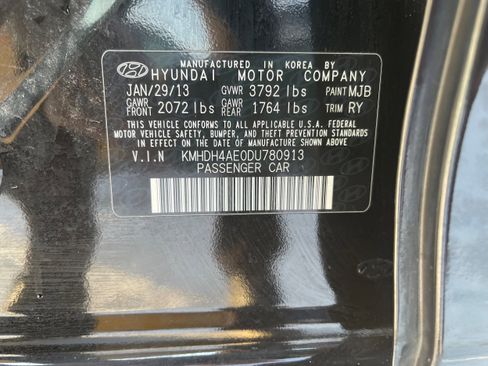 MANUFACTURED IN KOREA BY
HYUNDAI MOTOR COMPANY
JAN/29/13 GVWR 3792 lbs PAINT MJB
GAWR FRONT 2072 lbs GAWR REAR 1764 lbs TRIM RY
THIS VEHICLE CONFORMS TO ALL APPLICABLE U.S.A. FEDERAL
MOTOR VEHICLE SAFETY, BUMPER, AND THEFT PREVENTION STANDARDS
IN EFFECT ON THE DATE OF MANUFACTURE SHOWN ABOVE.
V.I.N KMHDH4AE0DU780913
PASSENGER CAR